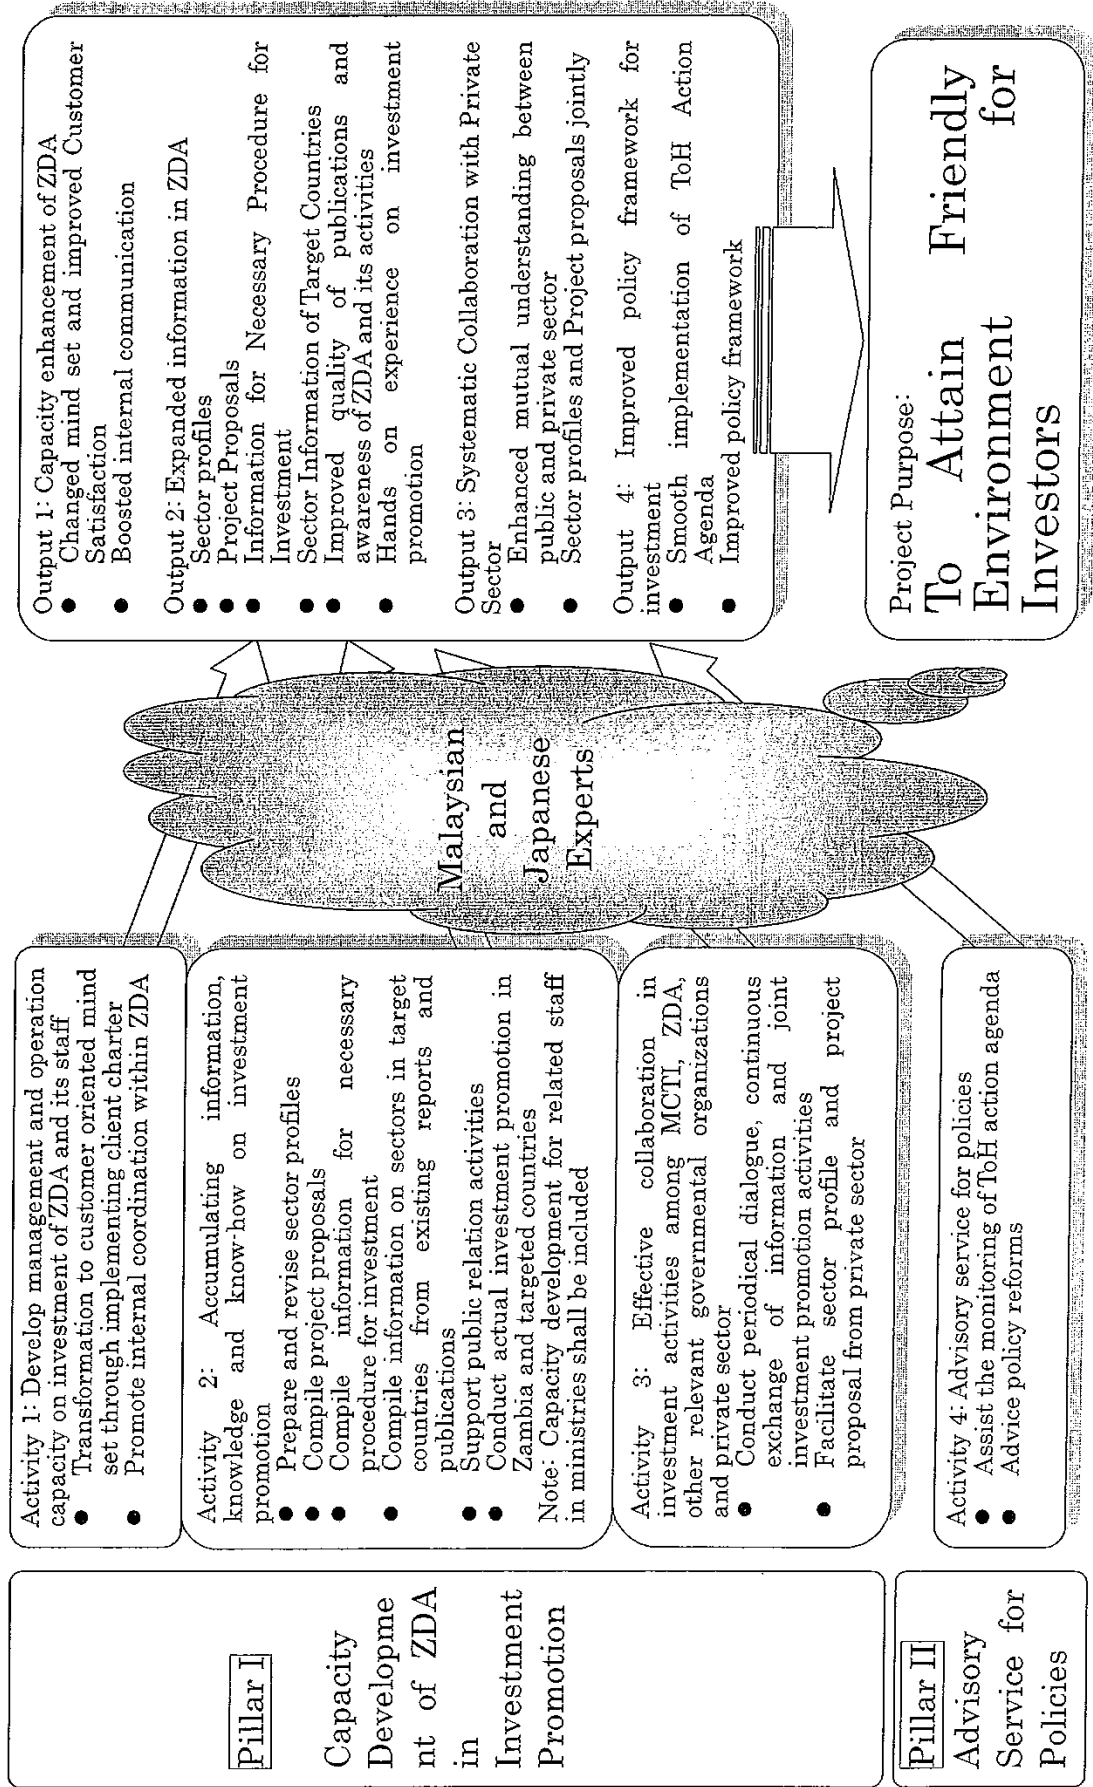 Pillar I
Capacity
Developme
nt of ZDA
in
Investment
Promotion
Pillar II
Advisory
Service for
Policies
Activity 1: Develop management and operation
capacity on investment of ZDA and its staff
● Transformation to customer oriented mind
set through implementing client charter
● Promote internal coordination within ZDA
Activity 2: Accumulating information,
knowledge and know-how on investment
promotion
● Prepare and revise sector profiles
● Compile project proposals
● Compile information for necessary
procedure for investment
● Compile information on sectors in target
countries from existing reports and
publications
● Support public relation activities
● Conduct actual investment promotion in
Zambia and targeted countries
Note: Capacity development for related staff
in ministries shall be included
Activity 3: Effective collaboration in
investment activities among MCTI, ZDA,
other relevant governmental organizations
and private sector
● Conduct periodical dialogue, continuous
exchange of information and joint
investment promotion activities
● Facilitate sector profile and project
proposal from private sector
Activity 4: Advisory service for policies
● Assist the monitoring of ToH action agenda
● Advice policy reforms
Malaysian
and
Japanese
Experts
Output 1: Capacity enhancement of ZDA
● Changed mind set and improved Customer
Satisfaction
● Boosted internal communication
Output 2: Expanded information in ZDA
● Sector profiles
● Project Proposals
● Information for Necessary Procedure for
Investment
● Sector Information of Target Countries
● Improved quality of publications and
awareness of ZDA and its activities
● Hands on experience on investment
promotion
Output 3: Systematic Collaboration with Private
Sector
● Enhanced mutual understanding between
public and private sector
● Sector profiles and Project proposals jointly
Output 4: Improved policy framework for
investment
● Smooth implementation of ToH Action
Agenda
● Improved policy framework
Project Purpose:
To Attain Friendly
Environment for
Investors